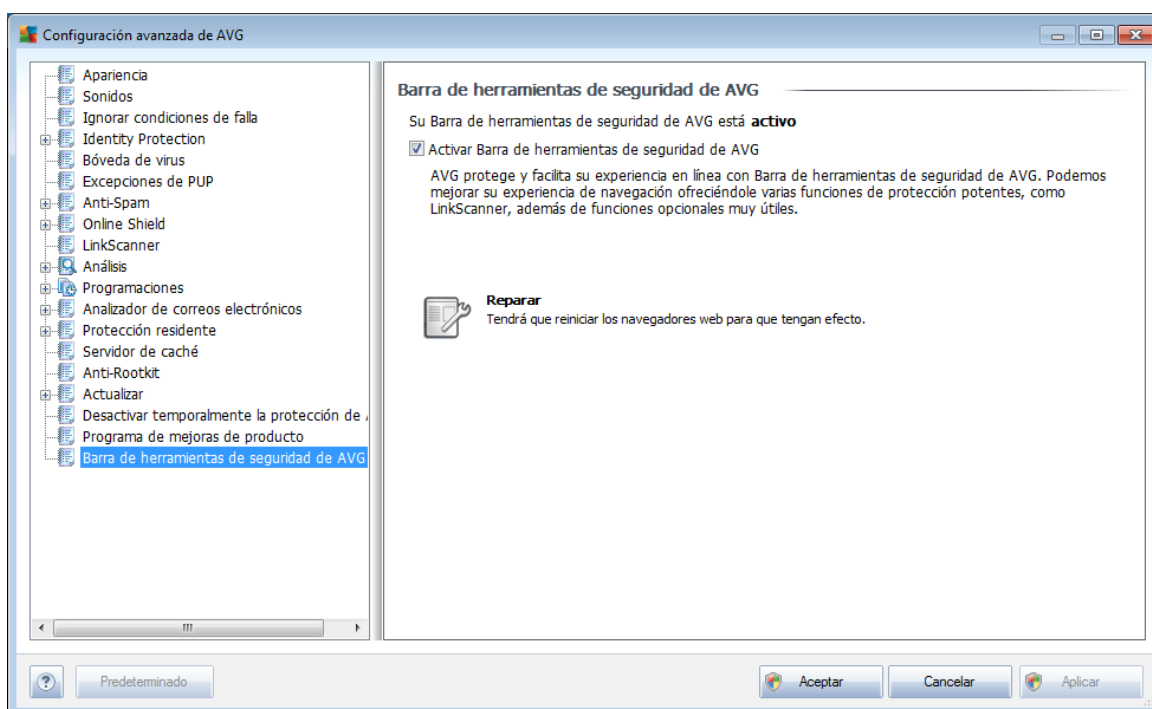 Configuración avanzada de AVG
Apariencia
Sonidos
Ignorar condiciones de falla
Identity Protection
Bóveda de virus
Excepciones de PUP
Anti-Spam
Online Shield
LinkScanner
Análisis
Programaciones
Analizador de correos electrónicos
Protección residente
Servidor de caché
Anti-Rootkit
Actualizar
Desactivar temporalmente la protección de
Programa de mejoras de producto
Barra de herramientas de seguridad de AVG
Barra de herramientas de seguridad de AVG
Su Barra de herramientas de seguridad de AVG está activo
Activar Barra de herramientas de seguridad de AVG
AVG protege y facilita su experiencia en línea con Barra de herramientas de seguridad de AVG. Podemos
mejorar su experiencia de navegación ofreciéndole varias funciones de protección potentes, como
LinkScanner, además de funciones opcionales muy útiles.
Reparar
Tendrá que reiniciar los navegadores web para que tengan efecto.
?
Predeterminado
Aceptar
Cancelar
Aplicar